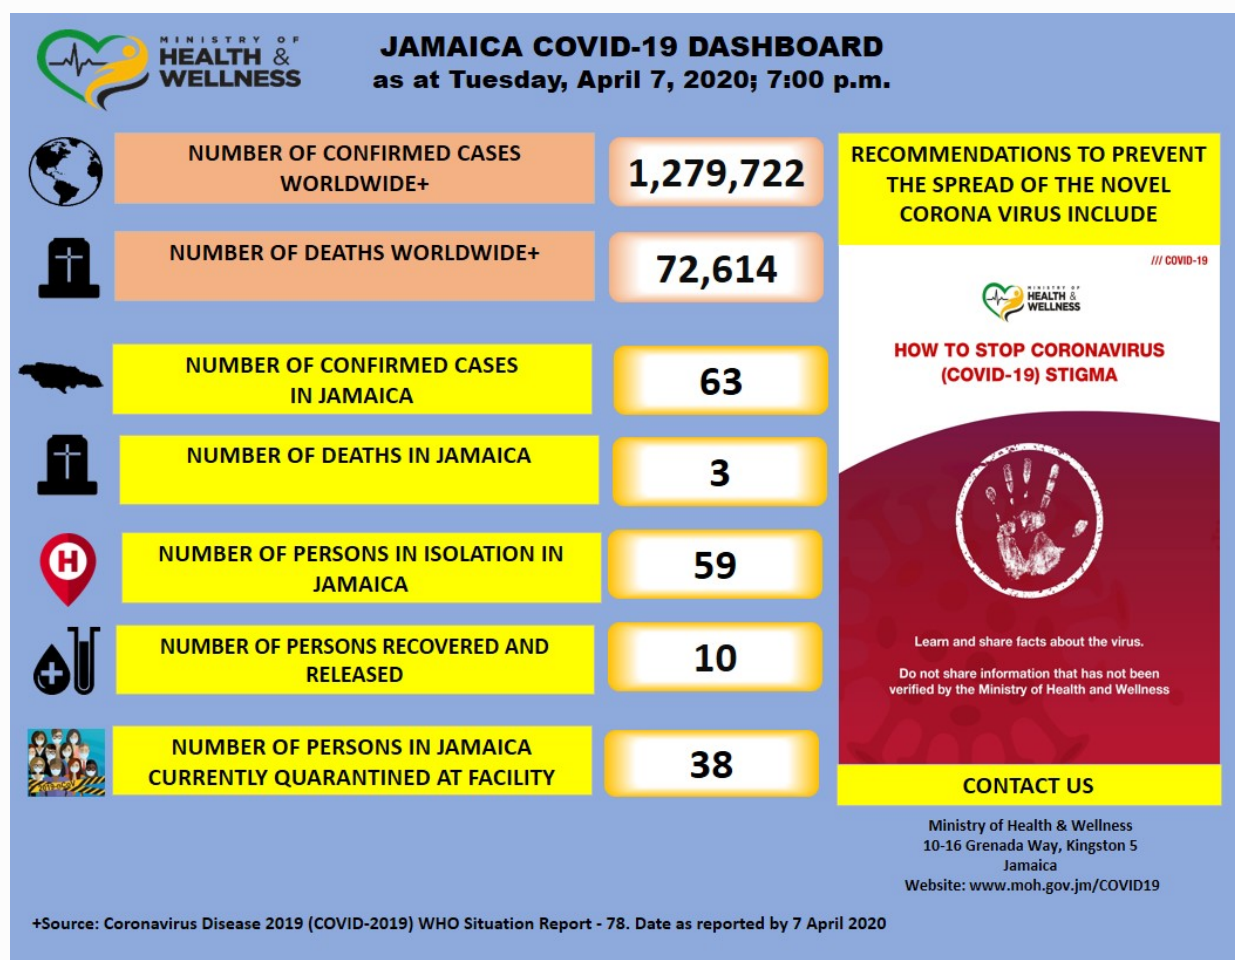 MINISTRY OF
HEALTH &
WELLNESS
JAMAICA COVID-19 DASHBOARD
as at Tuesday, April 7, 2020; 7:00 p.m.
NUMBER OF CONFIRMED CASES
WORLDWIDE+
1,279,722
NUMBER OF DEATHS WORLDWIDE+
72,614
NUMBER OF CONFIRMED CASES
IN JAMAICA
63
NUMBER OF DEATHS IN JAMAICA
3
H
NUMBER OF PERSONS IN ISOLATION IN
JAMAICA
59
NUMBER OF PERSONS RECOVERED AND
RELEASED
10
NUMBER OF PERSONS IN JAMAICA
CURRENTLY QUARANTINED AT FACILITY
38
RECOMMENDATIONS TO PREVENT
THE SPREAD OF THE NOVEL
CORONA VIRUS INCLUDE
/// COVID-19
MINISTRY OF
HEALTH &
WELLNESS
HOW TO STOP CORONAVIRUS
(COVID-19) STIGMA
Learn and share facts about the virus.
Do not share information that has not been
verified by the Ministry of Health and Wellness
CONTACT US
Ministry of Health & Wellness
10-16 Grenada Way, Kingston 5
Jamaica
Website: www.moh.gov.jm/COVID19
+Source: Coronavirus Disease 2019 (COVID-2019) WHO Situation Report - 78. Date as reported by 7 April 2020